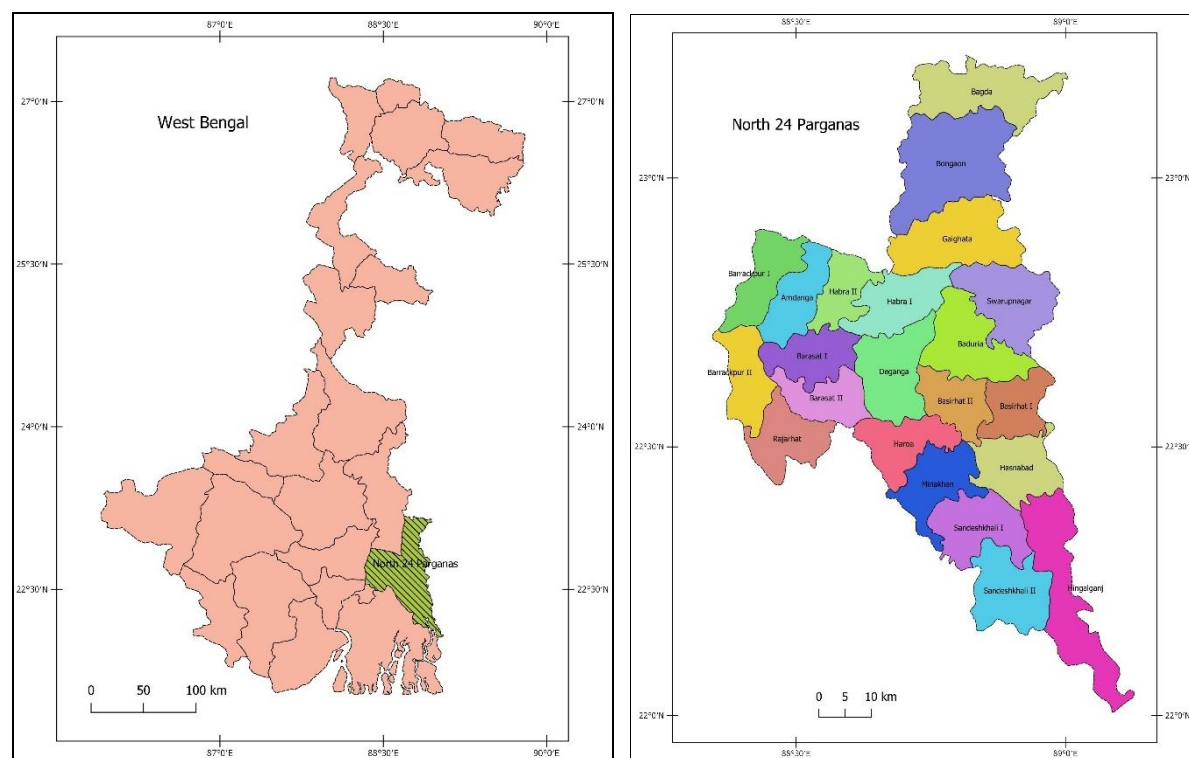 87°0'E 88°30'E 90°0'E
27°0'N 27°0'N
West Bengal
25°30'N 25°30'N
24°0'N 24°0'N
North 24 Parganas
22°30'N 22°30'N
0 50 100 km
87°0'E 88°30'E 90°0'E
88°30'E 89°0'E
Bagda
North 24 Parganas
Bongaon
23°0'N 23°0'N
Gaighata
Barrackpur I
Amdanga
Habra II
Habra I
Swarupnagar
Barasat I
Baduria
Barrackpur II
Deganga
Barasat II
Basirhat II
Basirhat I
Rajarhat
Haroa
22°30'N 22°30'N
Hasnabad
Minakhan
Sandeshkhali I
Sandeshkhali II
Hingalganj
0 5 10 km
22°0'N 22°0'N
88°30'E 89°0'E